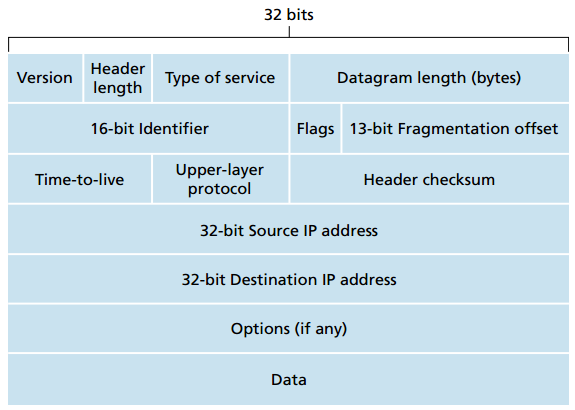 32 bits
Version
Header
length
Type of service
Datagram length (bytes)
16-bit Identifier
Flags
13-bit Fragmentation offset
Time-to-live
Upper-layer
protocol
Header checksum
32-bit Source IP address
32-bit Destination IP address
Options (if any)
Data